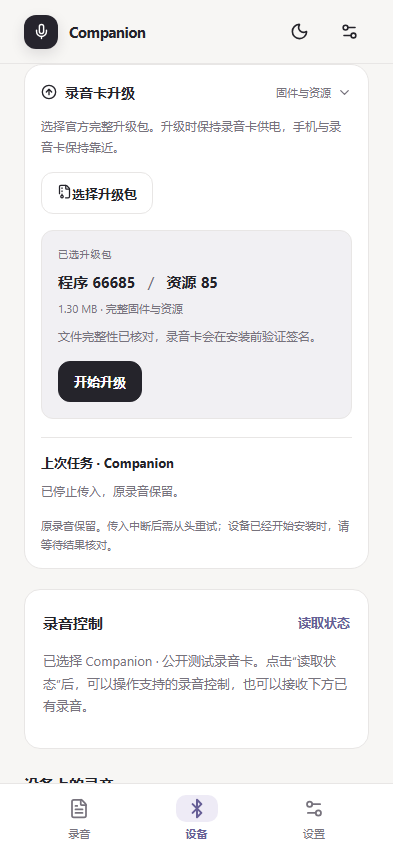 Companion
录音卡升级
固件与资源
选择官方完整升级包。升级时保持录音卡供电，手机与录
音卡保持靠近。
选择升级包
已选升级包
程序 66685 / 资源 85
1.30 MB · 完整固件与资源
文件完整性已核对，录音卡会在安装前验证签名。
开始升级
上次任务 · Companion
已停止传入，原录音保留。
原录音保留。传入中断后需从头重试；设备已经开始安装时，请
等待结果核对。
录音控制
读取状态
已选择 Companion · 公开测试录音卡。点击“读取状
态”后，可以操作支持的录音控制，也可以接收下方已
有录音。
设备上的录音
录音
设备
设置